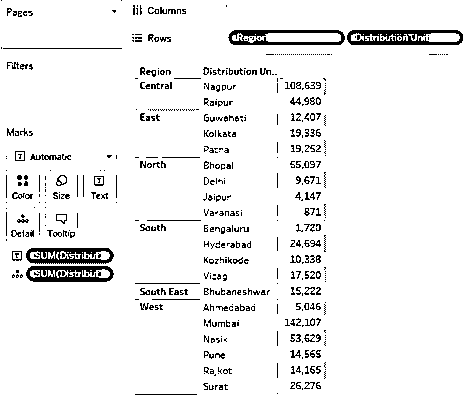 Pages
Columns
Rows
Region
Distribution Unit
Filters
Region Distribution Un..
Central Nagpur 108,639
Raipur 44,980
East Guwahati 12,407
Kolkata 19,336
Patna 19,252
Marks
North Bhopal 55,097
Automatic
Delhi 9,671
Jaipur 4,147
Color Size Text
Varanasi 871
South Bengaluru 1,720
Detail Tooltip
Hyderabad 24,694
Kozhikode 10,338
SUM(Distribut
Vizag 17,520
SUM(Distribut
South East Bhubaneshwar 15,222
West Ahmedabad 5,046
Mumbai 142,107
Nasik 53,629
Pune 14,565
Rajkot 14,165
Surat 26,276